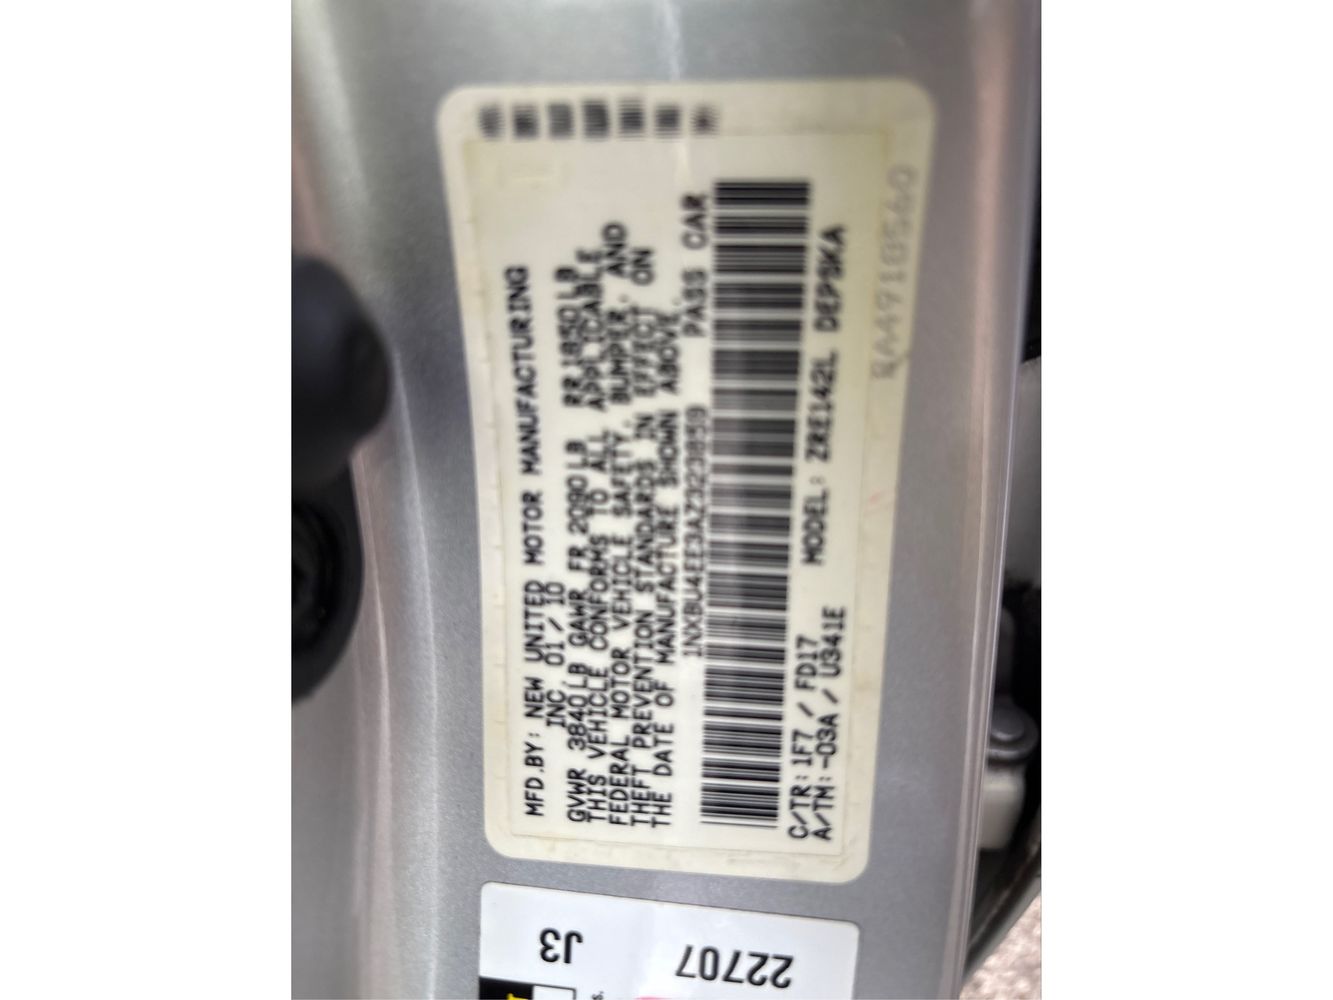 MFD.BY: NEW UNITED MOTOR MANUFACTURING
INC. 01/10
GVWR 3840LB GAWR FR 2090LB RR 1850LB
THIS VEHICLE CONFORMS TO ALL APPLICABLE
FEDERAL MOTOR VEHICLE SAFETY, BUMPER, AND
THEFT PREVENTION STANDARDS IN EFFECT ON
THE DATE OF MANUFACTURE SHOWN ABOVE.
1NXBU4EE3AZ323859 PASS CAR
C/TR: 1F7 / FD17 MODEL: ZRE142L DEPSKA
A/TM: -03A / U341E
J3
22707